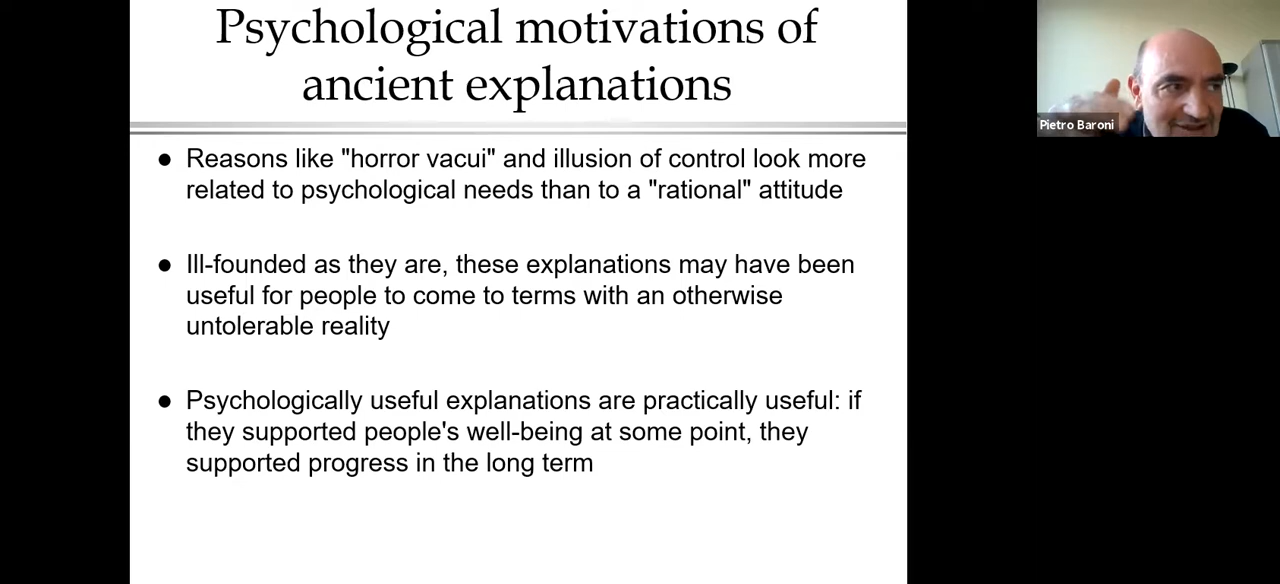 Psychological motivations of
ancient explanations
Pietro Baroni
● Reasons like "horror vacui" and illusion of control look more
related to psychological needs than to a "rational" attitude
● Ill-founded as they are, these explanations may have been
useful for people to come to terms with an otherwise
untolerable reality
● Psychologically useful explanations are practically useful: if
they supported people's well-being at some point, they
supported progress in the long term